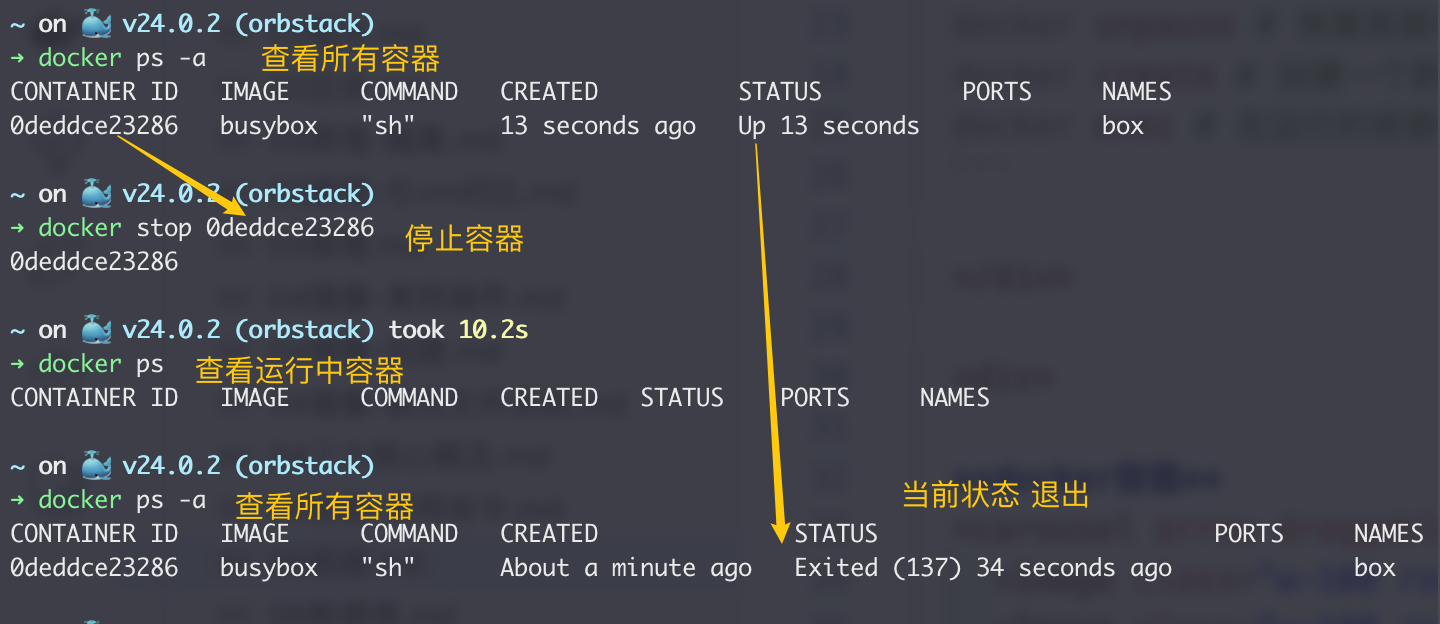 ~ on 🐳 v24.0.2 (orbstack)
→ docker ps -a 查看所有容器
CONTAINER ID IMAGE COMMAND CREATED STATUS PORTS NAMES
0deddce23286 busybox "sh" 13 seconds ago Up 13 seconds box
~ on 🐳 v24.0.2 (orbstack)
→ docker stop 0deddce23286 停止容器
0deddce23286
~ on 🐳 v24.0.2 (orbstack) took 10.2s
→ docker ps 查看运行中容器
CONTAINER ID IMAGE COMMAND CREATED STATUS PORTS NAMES
~ on 🐳 v24.0.2 (orbstack)
→ docker ps -a 查看所有容器 当前状态 退出
CONTAINER ID IMAGE COMMAND CREATED STATUS PORTS NAMES
0deddce23286 busybox "sh" About a minute ago Exited (137) 34 seconds ago box